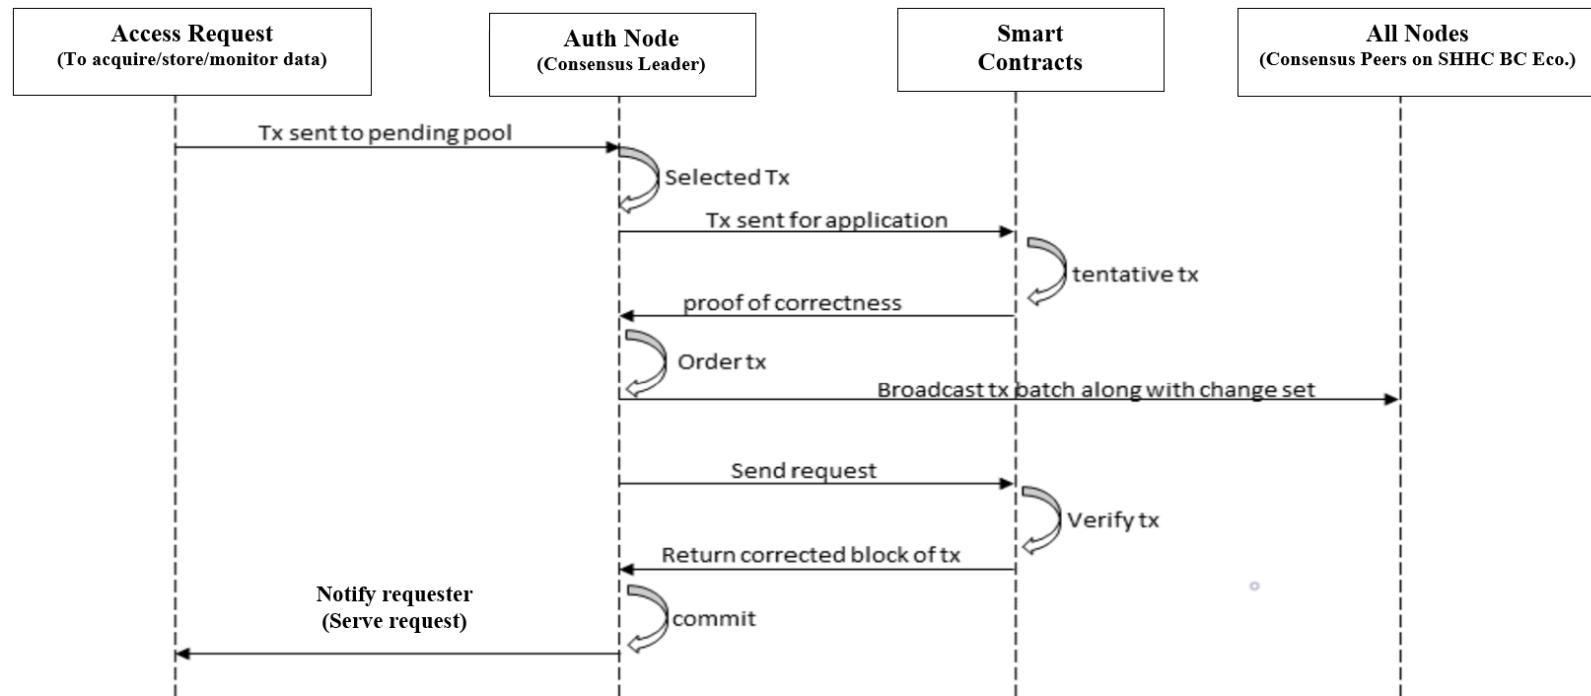 Access Request
(To acquire/store/monitor data)
Auth Node
(Consensus Leader)
Smart
Contracts
All Nodes
(Consensus Peers on SHHC BC Eco.)
Tx sent to pending pool
Selected Tx
Tx sent for application
tentative tx
proof of correctness
Order tx
Broadcast tx batch along with change set
Send request
Verify tx
Return corrected block of tx
Notify requester
(Serve request)
commit